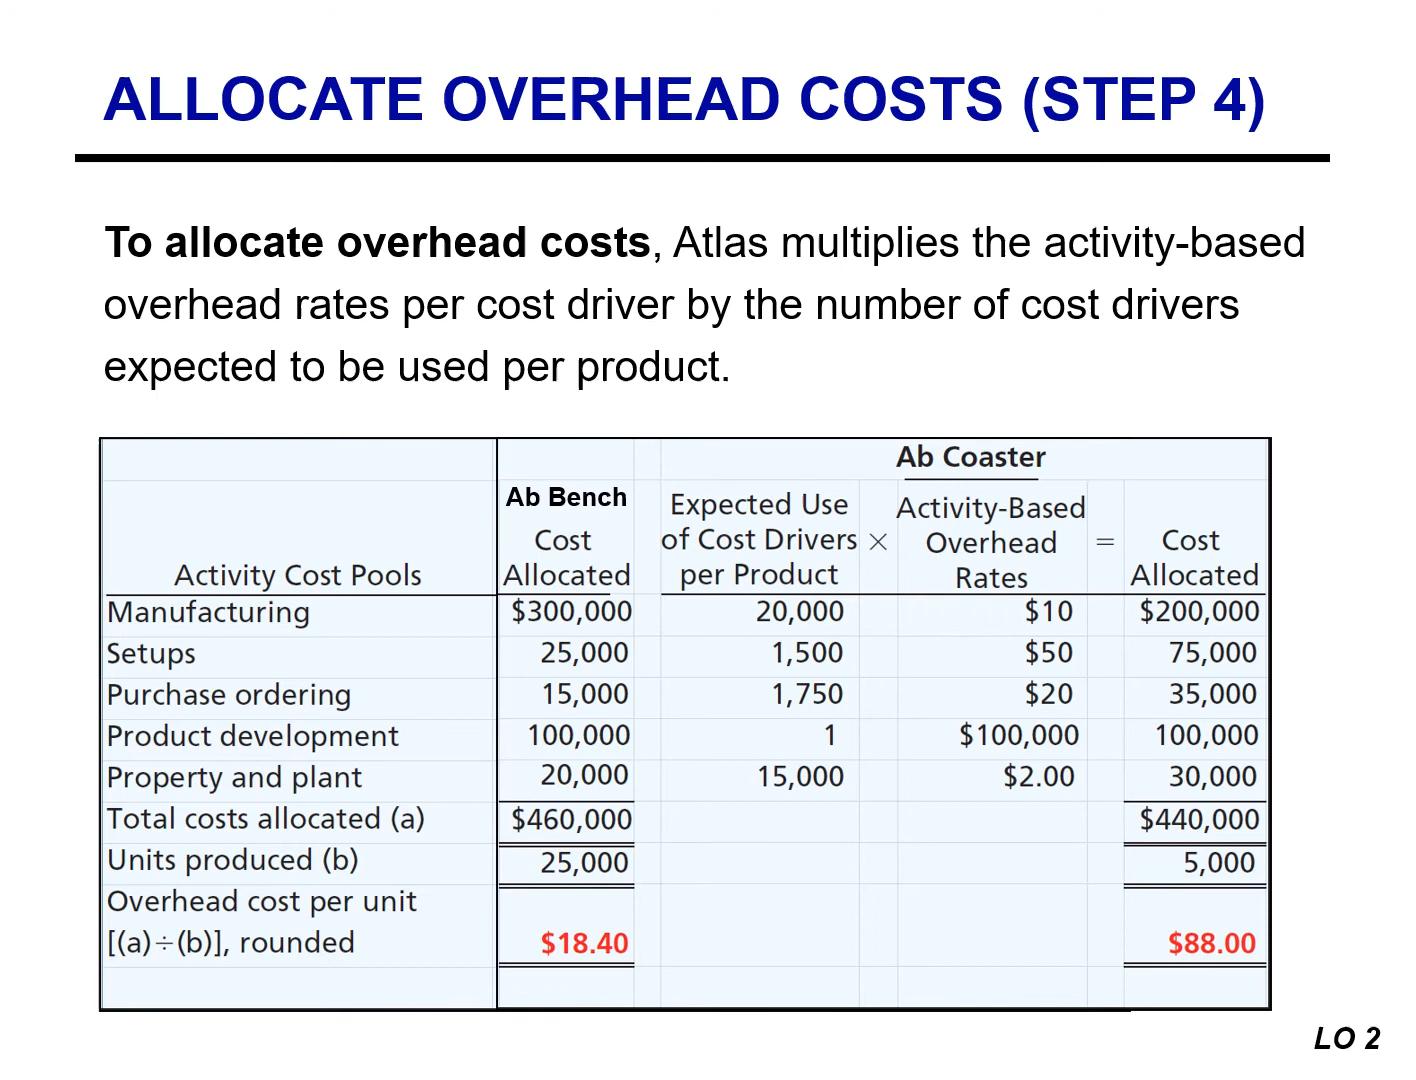 ALLOCATE OVERHEAD COSTS (STEP 4)
To allocate overhead costs, Atlas multiplies the activity-based
overhead rates per cost driver by the number of cost drivers
expected to be used per product.
Ab Coaster
Ab Bench Expected Use Activity-Based
Cost of Cost Drivers × Overhead = Cost
Activity Cost Pools Allocated per Product Rates Allocated
Manufacturing $300,000 20,000 $10 $200,000
Setups 25,000 1,500 $50 75,000
Purchase ordering 15,000 1,750 $20 35,000
Product development 100,000 1 $100,000 100,000
Property and plant 20,000 15,000 $2.00 30,000
Total costs allocated (a) $460,000 $440,000
Units produced (b) 25,000 5,000
Overhead cost per unit
[(a)÷(b)], rounded $18.40 $88.00
LO 2